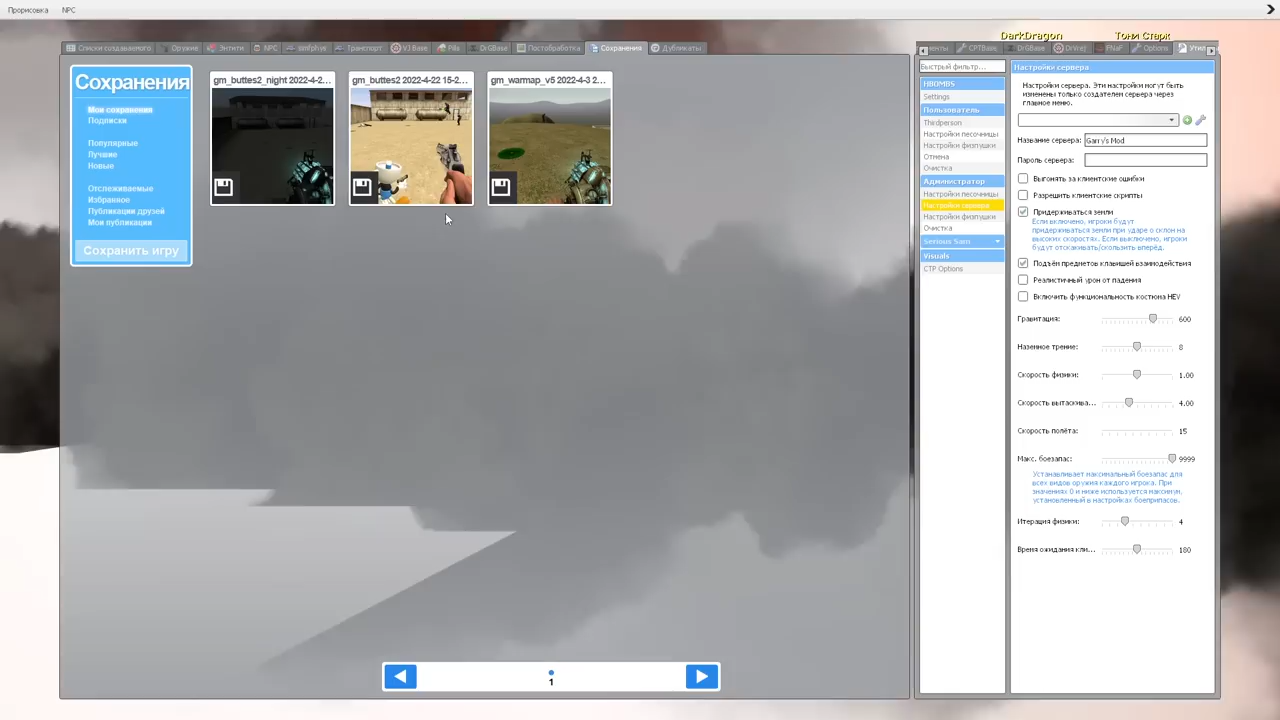 Прорисовка NPC
DarkDragon Тони Старк
Списки создаваемого Оружие Энтити NPC simfphys Транспорт VJ Base Pills DrGBase Постобработка Сохранения Дубликаты
CPTBase DrGBase Drive FNaF Options
Сохранения
Мои сохранения
Подписки
Популярные
Лучшие
Новые
Отслеживаемые
Избранное
Публикации друзей
Мои публикации
Сохранить игру
gm_buttes2_night 2022-4-2...
gm_buttes2 2022-4-22 15-2...
gm_warmap_v5 2022-4-3 2...
1
Быстрый фильтр...
HBOMBS
Settings
Пользователь
Thirdperson
Настройки песочницы
Настройки физпушки
Отмена
Очистка
Администратор
Настройки песочницы
Настройки сервера
Настройки физпушки
Очистка
Serious Sam
Visuals
CTP Options
Настройки сервера
Настройки сервера. Эти настройки могут быть
изменены только создателем сервера через
главное меню.
Название сервера: Garry's Mod
Пароль сервера:
Выгонять за клиентские ошибки
Разрешить клиентские скрипты
Придерживаться земли
Если включено, игроки будут
придерживаться земли при ударе о склон на
высоких скоростях. Если выключено, игроки
будут отскакивать/скользить вперёд.
Подъём предметов клавишей взаимодействия
Реалистичный урон от падения
Включить функциональность костюма HEV
Гравитация: 600
Наземное трение: 8
Скорость физики: 1.00
Скорость вытаскива... 4.00
Скорость полёта: 15
Макс. боезапас: 9999
Устанавливает максимальный боезапас для
всех видов оружия каждого игрока. При
значениях 0 и ниже используется максимум,
установленный в настройках боеприпасов.
Итерация физики: 4
Время ожидания кли... 180